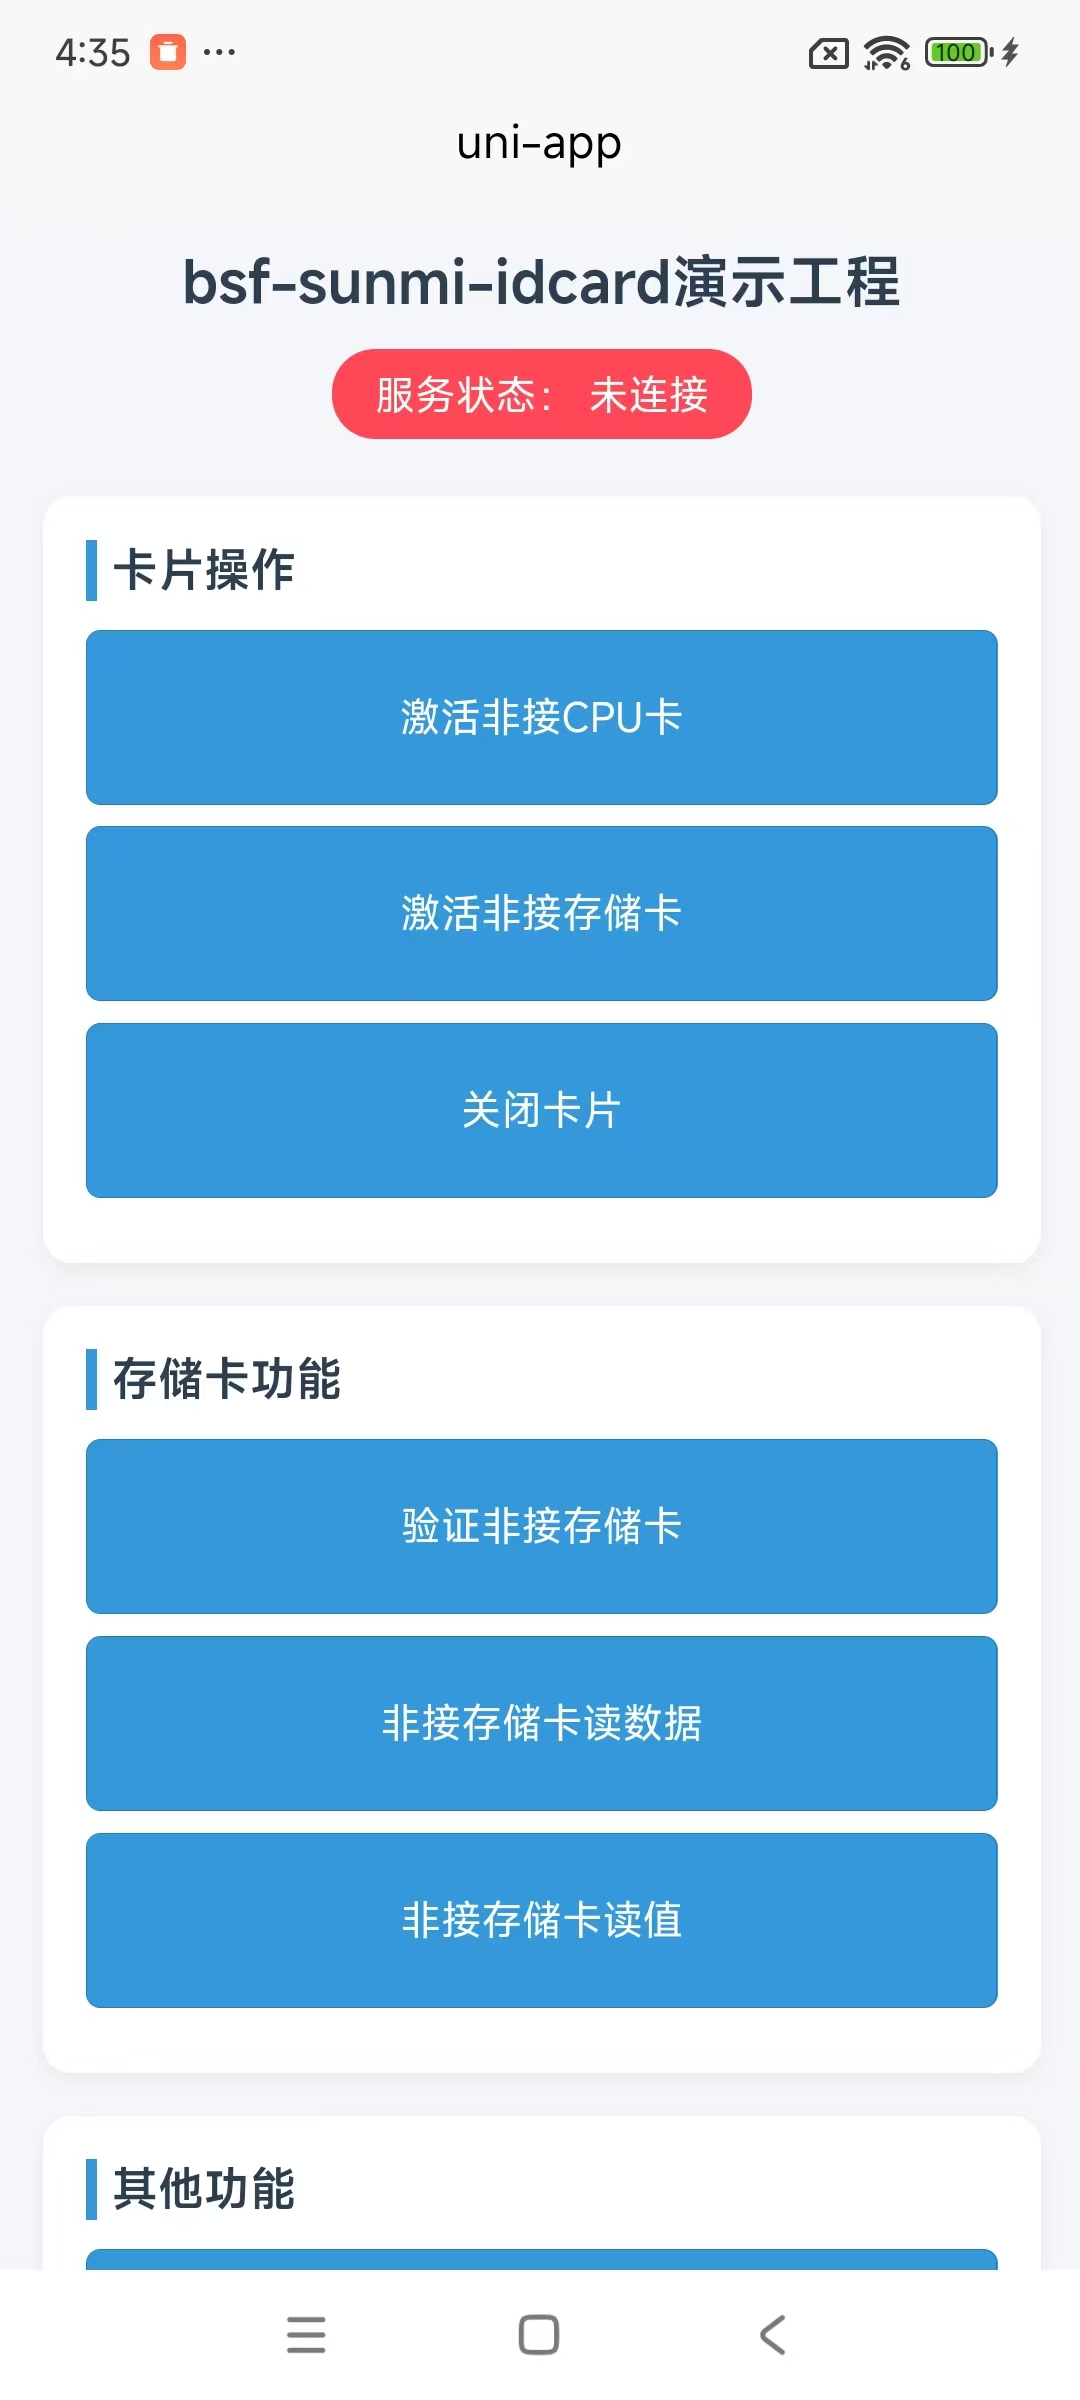 4:35
100
uni-app
bsf-sunmi-idcard演示工程
服务状态： 未连接
卡片操作
激活非接CPU卡
激活非接存储卡
关闭卡片
存储卡功能
验证非接存储卡
非接存储卡读数据
非接存储卡读值
其他功能